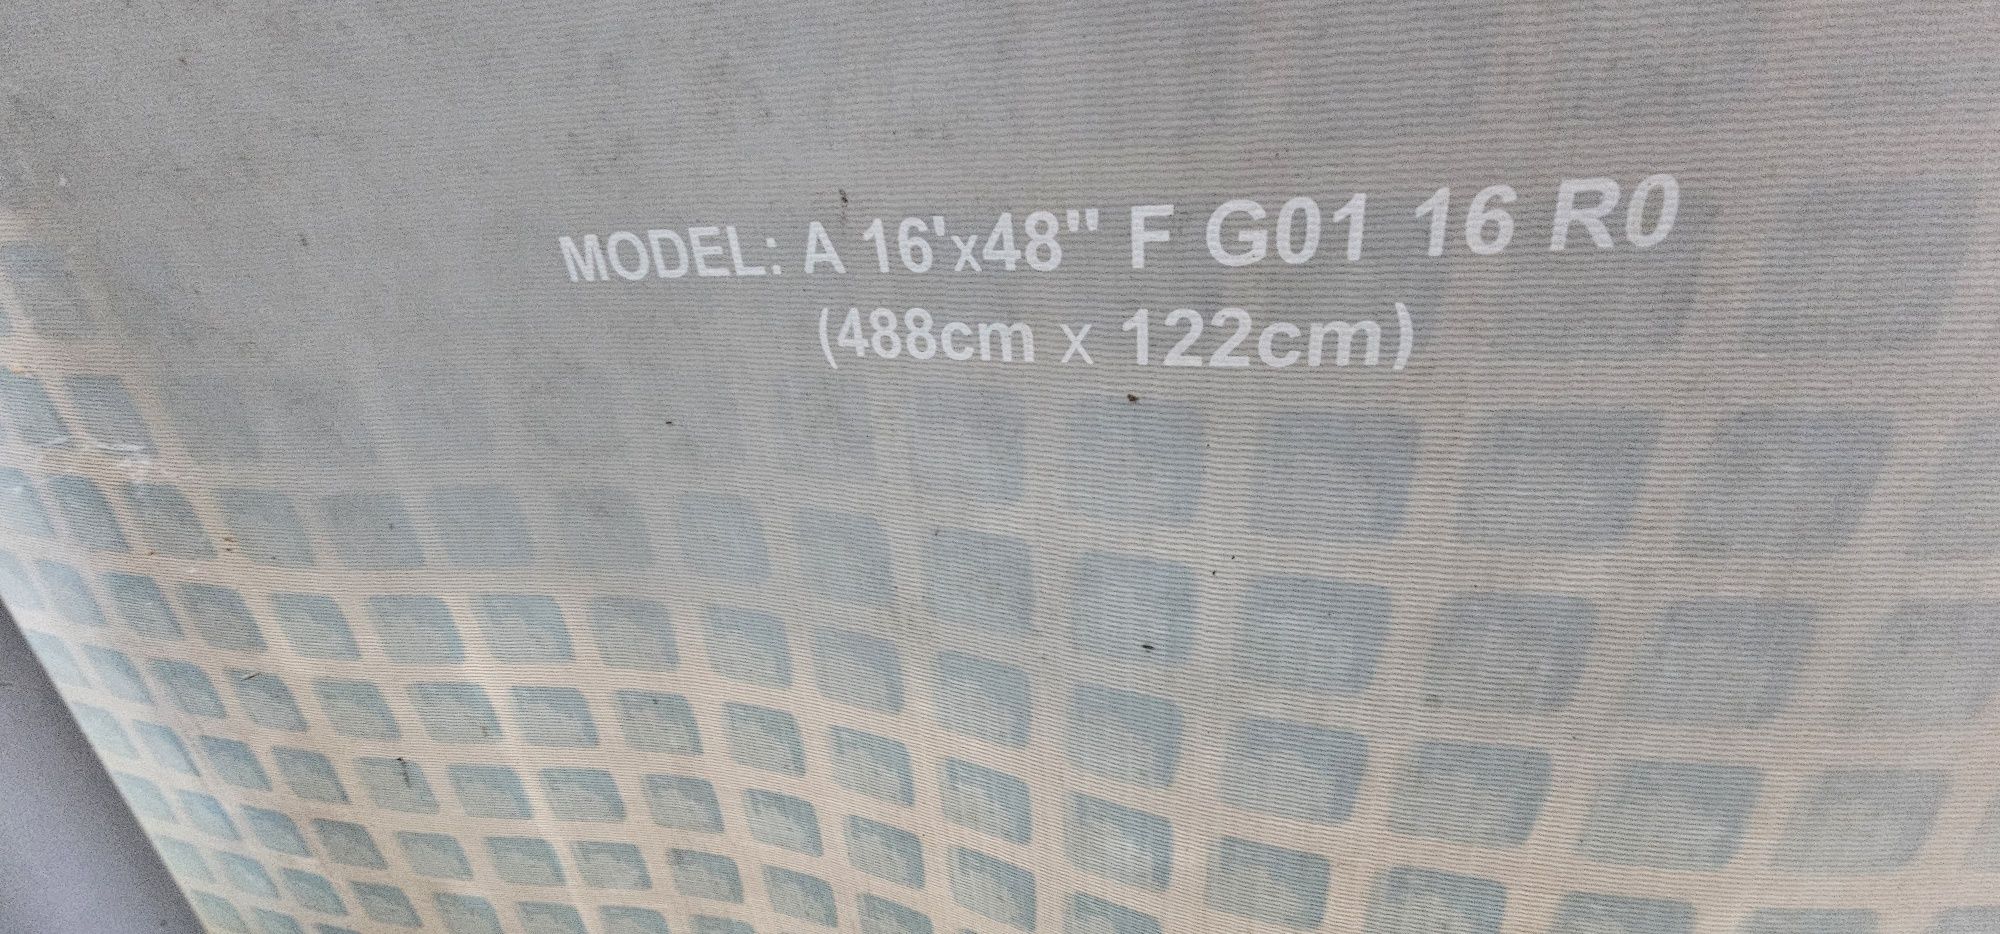 MODEL: A 16'x48" F G01 16 R0
(488cm x 122cm)